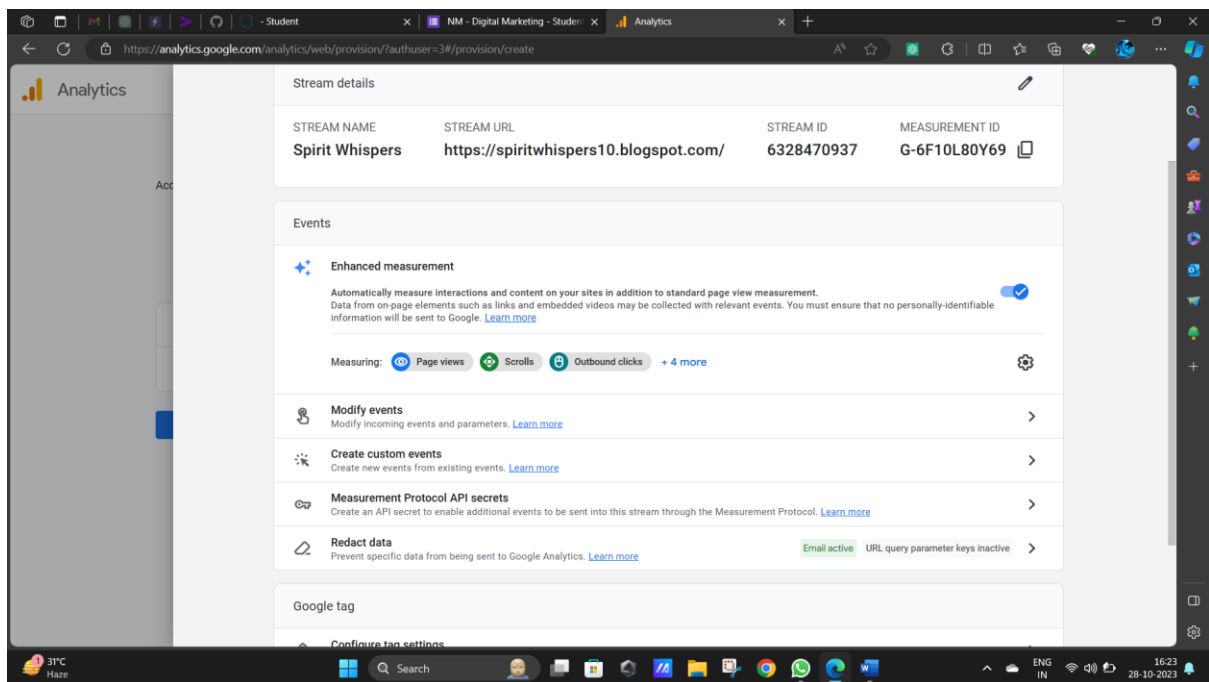 - Student
NM - Digital Marketing - Studen
Analytics
https://analytics.google.com/analytics/web/provision/?authuser=3#/provision/create
Analytics
Acc
Stream details
STREAM NAME STREAM URL STREAM ID MEASUREMENT ID
Spirit Whispers https://spiritwhispers10.blogspot.com/ 6328470937 G-6F10L80Y69
Events
Enhanced measurement
Automatically measure interactions and content on your sites in addition to standard page view measurement.
Data from on-page elements such as links and embedded videos may be collected with relevant events. You must ensure that no personally-identifiable
information will be sent to Google. Learn more
Measuring: Page views Scrolls Outbound clicks + 4 more
Modify events
Modify incoming events and parameters. Learn more
Create custom events
Create new events from existing events. Learn more
Measurement Protocol API secrets
Create an API secret to enable additional events to be sent into this stream through the Measurement Protocol. Learn more
Redact data
Prevent specific data from being sent to Google Analytics. Learn more Email active URL query parameter keys inactive
Google tag
Configure tag settings
1 31°C
Haze
Search
ENG
IN
16:23
28-10-2023